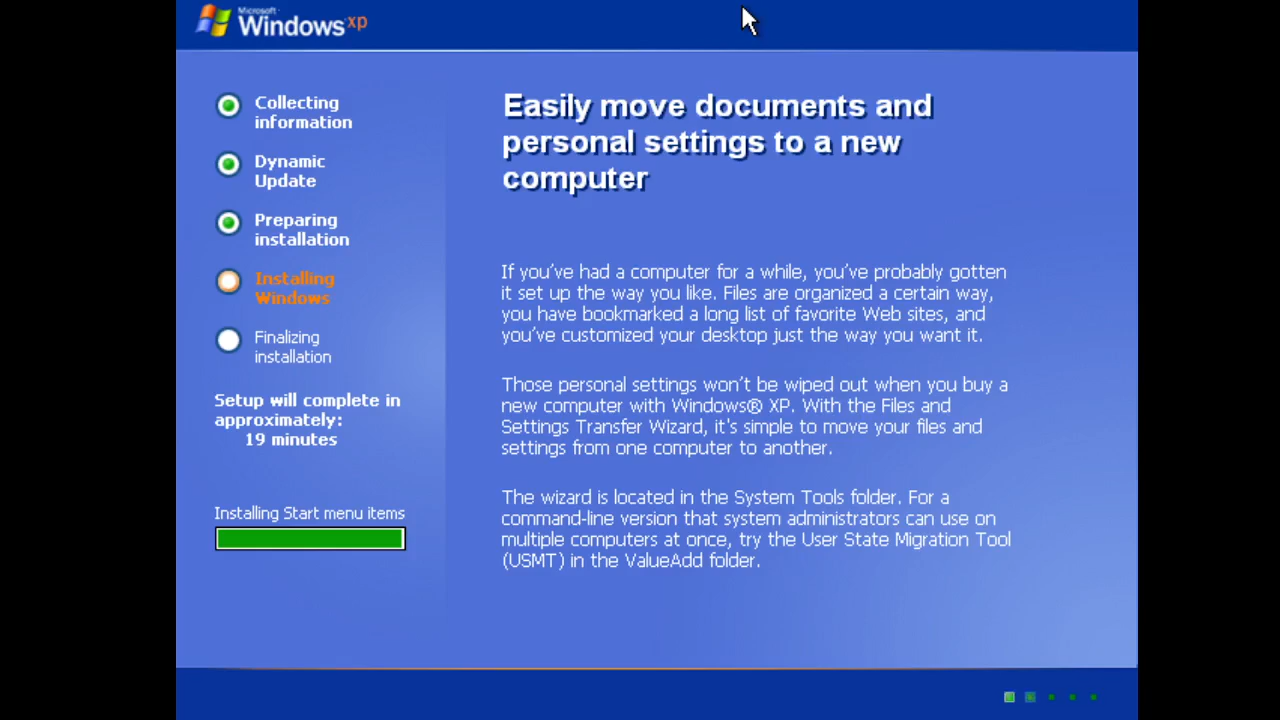 Microsoft
Windows xp
Collecting
information
Dynamic
Update
Preparing
installation
Installing
Windows
Finalizing
installation
Setup will complete in
approximately:
19 minutes
Installing Start menu items
Easily move documents and
personal settings to a new
computer
If you've had a computer for a while, you've probably gotten
it set up the way you like. Files are organized a certain way,
you have bookmarked a long list of favorite Web sites, and
you've customized your desktop just the way you want it.
Those personal settings won't be wiped out when you buy a
new computer with Windows® XP. With the Files and
Settings Transfer Wizard, it's simple to move your files and
settings from one computer to another.
The wizard is located in the System Tools folder. For a
command-line version that system administrators can use on
multiple computers at once, try the User State Migration Tool
(USMT) in the ValueAdd folder.